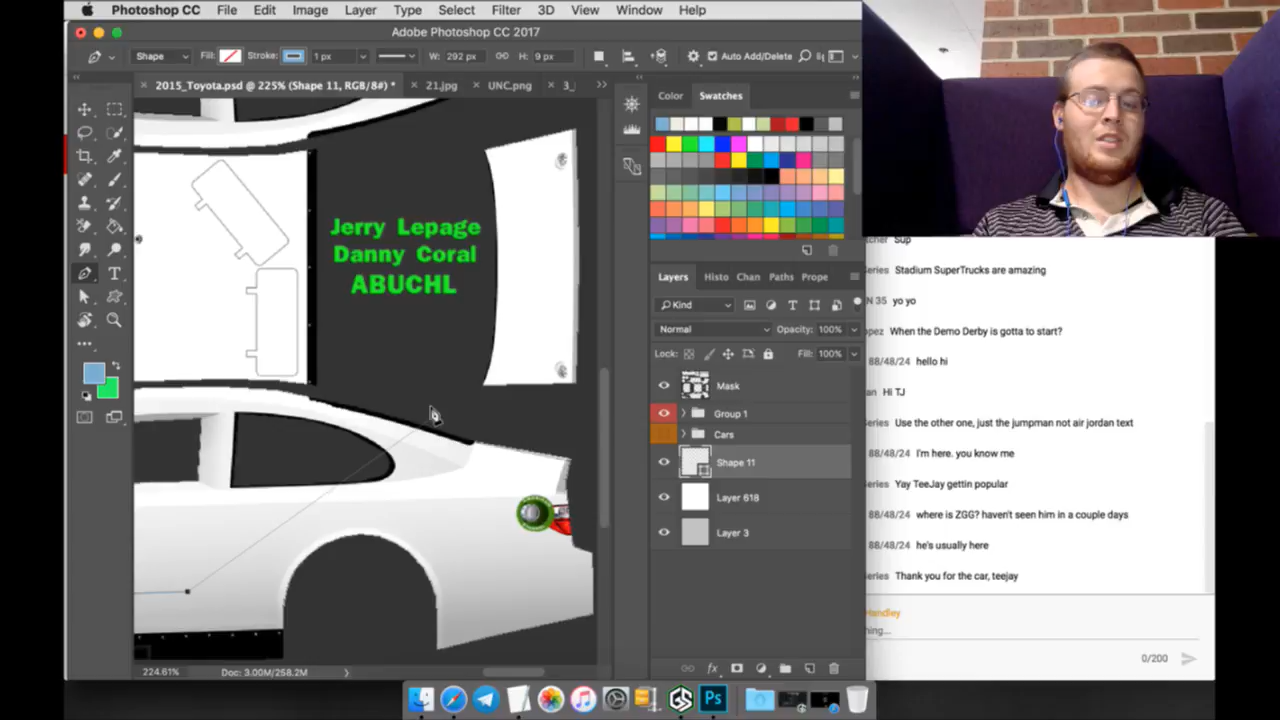 Photoshop CC File Edit Image Layer Type Select Filter 3D View Window Help
Adobe Photoshop CC 2017
Shape Fill: Stroke: 1 px W: 292 px H: 9 px Auto Add/Delete
2015_Toyota.psd @ 225% (Shape 11, RGB/8#) * 21.jpg UNC.png 3_
Color Swatches
Jerry Lepage
Danny Coral
ABUCHL
Layers Histo Chan Paths Prope
Kind
Normal Opacity: 100%
Lock: Fill: 100%
Mask
Group 1
Cars
Shape 11
Layer 618
Layer 3
224.61% Doc: 3.00M/258.2M
fx
Sup
eries Stadium SuperTrucks are amazing
N 35 yo yo
pez When the Demo Derby is gotta to start?
88/48/24 hello hi
an Hi TJ
eries Use the other one, just the jumpman not air jordan text
88/48/24 I'm here. you know me
eries Yay TeeJay gettin popular
88/48/24 where is ZGG? haven't seen him in a couple days
88/48/24 he's usually here
eries Thank you for the car, teejay
Handley
hing...
0/200
Ps